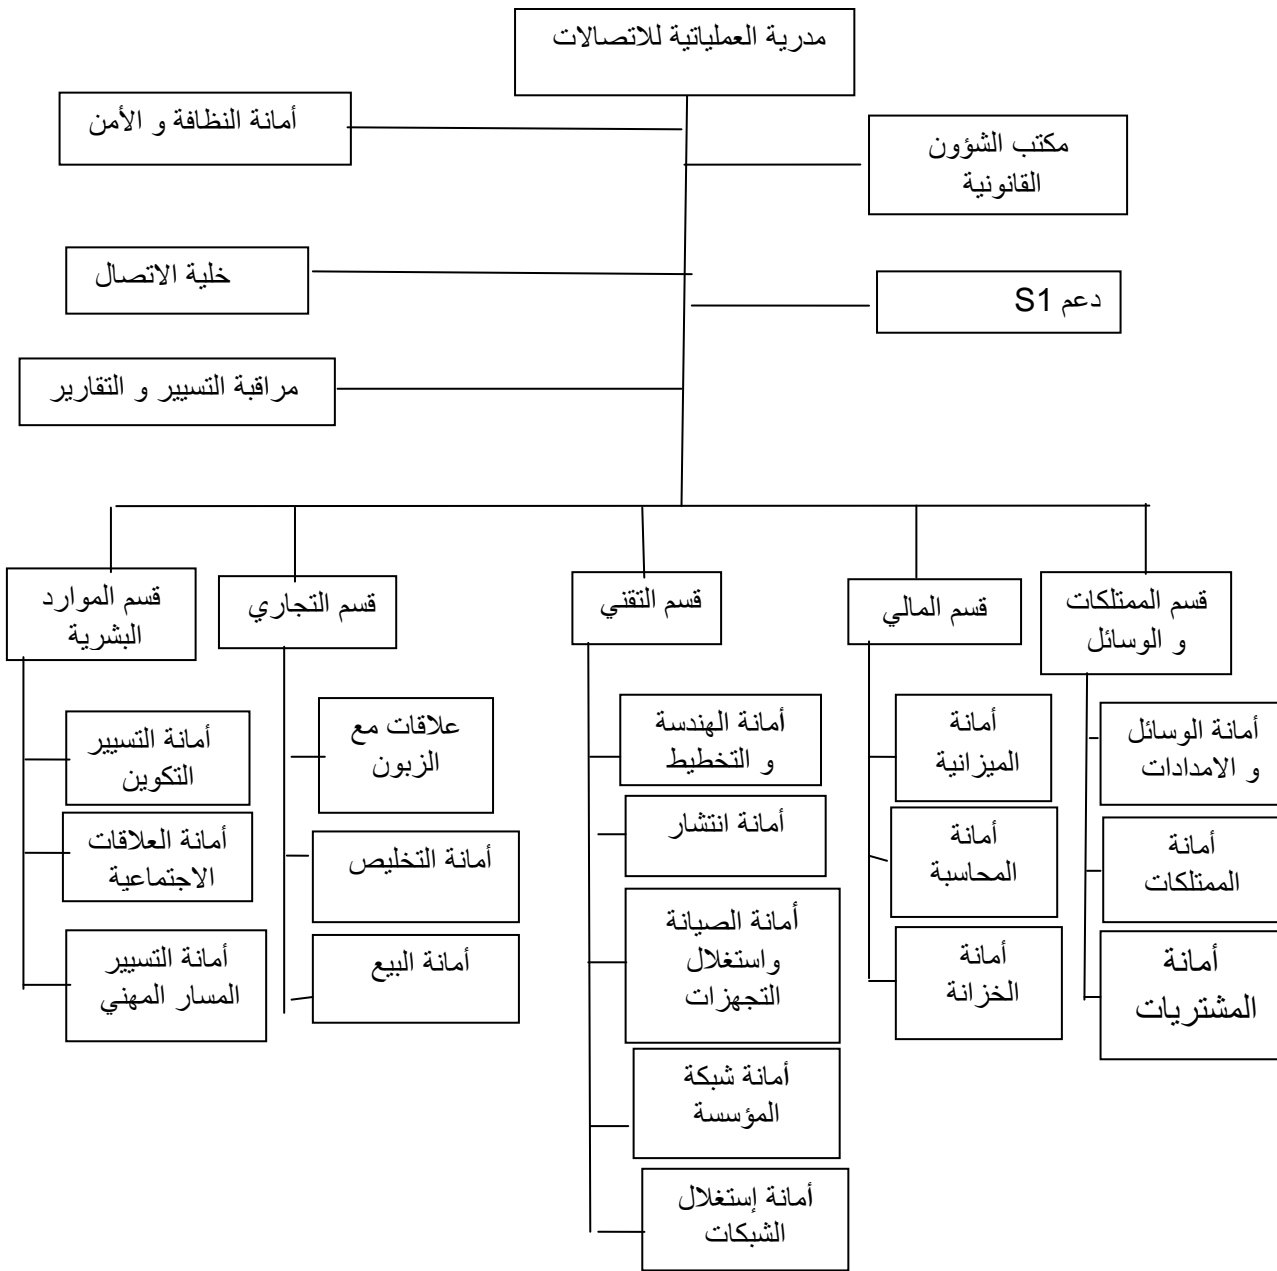 مدرية العملياتية للاتصالات
أمانة النظافة و الأمن
مكتب الشؤون
القانونية
خلية الاتصال
دعم S1
مراقبة التسيير و التقارير
قسم الممتلكات
و الوسائل
قسم المالي
قسم التقني
قسم التجاري
قسم الموارد
البشرية
أمانة الوسائل
و الامدادات
أمانة
الممتلكات
أمانة
المشتريات
أمانة
الميزانية
أمانة
المحاسبة
أمانة
الخزانة
أمانة الهندسة
و التخطيط
أمانة انتشار
أمانة الصيانة
واستغلال
التجهزات
أمانة شبكة
المؤسسة
أمانة إستغلال
الشبكات
علاقات مع
الزبون
أمانة التخليص
أمانة البيع
أمانة التسيير
التكوين
أمانة العلاقات
الاجتماعية
أمانة التسيير
المسار المهني